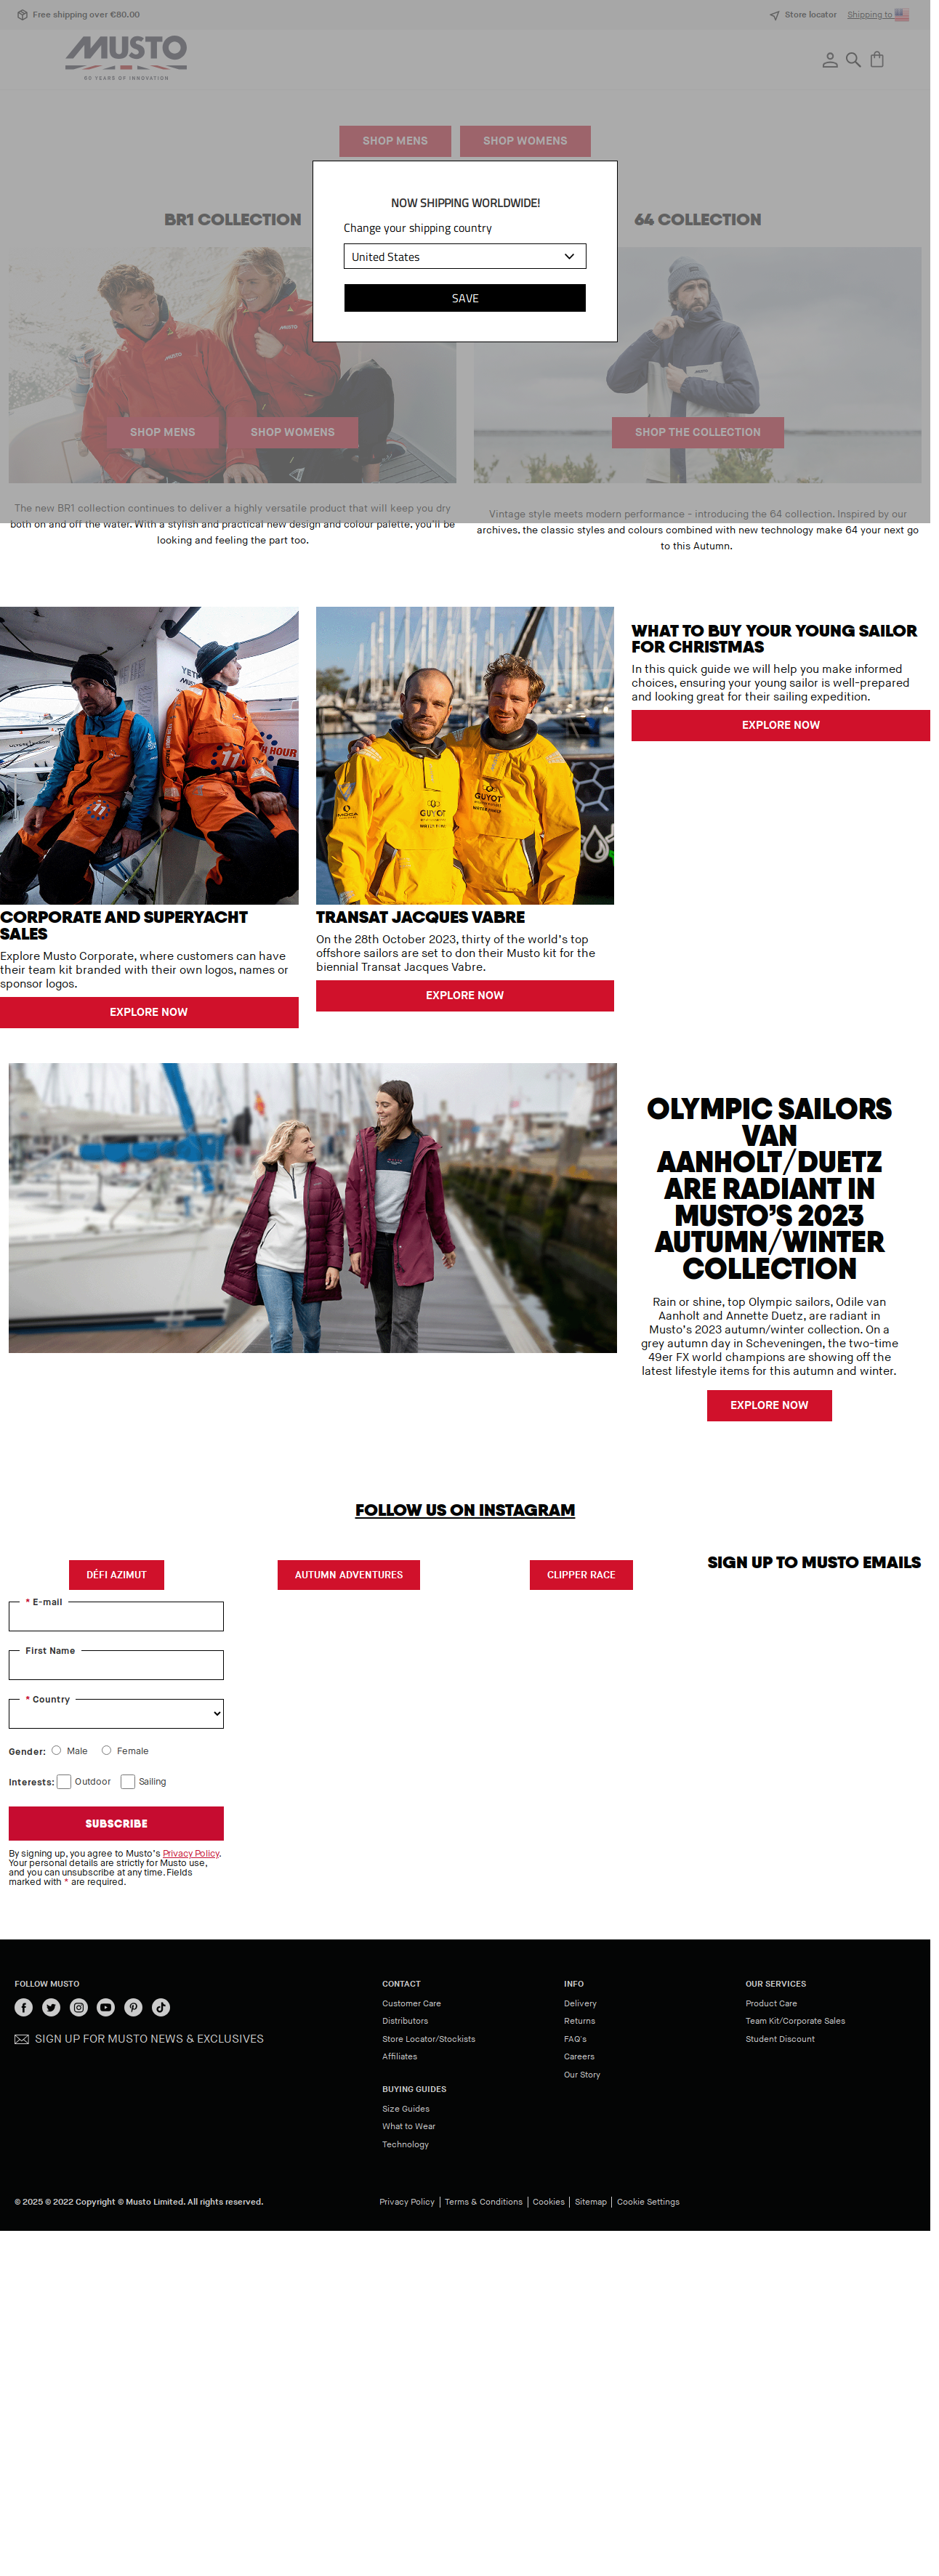 Free shipping over €80.00
Store locator
Shipping to
MUSTO
60 YEARS OF INNOVATION
SHOP MENS
SHOP WOMENS
NOW SHIPPING WORLDWIDE!
Change your shipping country
United States
SAVE
BR1 COLLECTION
MUSTO
SHOP MENS
SHOP WOMENS
The new BR1 collection continues to deliver a highly versatile product that will keep you dry
both on and off the water. With a stylish and practical new design and colour palette, you'll be
looking and feeling the part too.
64 COLLECTION
SHOP THE COLLECTION
Vintage style meets modern performance - introducing the 64 collection. Inspired by our
archives, the classic styles and colours combined with new technology make 64 your next go
to this Autumn.
11
HOUR
CORPORATE AND SUPERYACHT
SALES
Explore Musto Corporate, where customers can have
their team kit branded with their own logos, names or
sponsor logos.
EXPLORE NOW
GUYOT
GUYOT
TRANSAT JACQUES VABRE
On the 28th October 2023, thirty of the world's top
offshore sailors are set to don their Musto kit for the
biennial Transat Jacques Vabre.
EXPLORE NOW
WHAT TO BUY YOUR YOUNG SAILOR
FOR CHRISTMAS
In this quick guide we will help you make informed
choices, ensuring your young sailor is well-prepared
and looking great for their sailing expedition.
EXPLORE NOW
OLYMPIC SAILORS
VAN
AANHOLT/DUETZ
ARE RADIANT IN
MUSTO'S 2023
AUTUMN/WINTER
COLLECTION
Rain or shine, top Olympic sailors, Odile van
Aanholt and Annette Duetz, are radiant in
Musto's 2023 autumn/winter collection. On a
grey autumn day in Scheveningen, the two-time
49er FX world champions are showing off the
latest lifestyle items for this autumn and winter.
EXPLORE NOW
FOLLOW US ON INSTAGRAM
DÉFI AZIMUT
AUTUMN ADVENTURES
CLIPPER RACE
SIGN UP TO MUSTO EMAILS
* E-mail
First Name
* Country
Gender:
Male
Female
Interests:
Outdoor
Sailing
SUBSCRIBE
By signing up, you agree to Musto's Privacy Policy.
Your personal details are strictly for Musto use,
and you can unsubscribe at any time. Fields
marked with * are required.
FOLLOW MUSTO
SIGN UP FOR MUSTO NEWS & EXCLUSIVES
CONTACT
Customer Care
Distributors
Store Locator/Stockists
Affiliates
BUYING GUIDES
Size Guides
What to Wear
Technology
INFO
Delivery
Returns
FAQ's
Careers
Our Story
OUR SERVICES
Product Care
Team Kit/Corporate Sales
Student Discount
© 2025 © 2022 Copyright © Musto Limited. All rights reserved.
Privacy Policy
Terms & Conditions
Cookies
Sitemap
Cookie Settings